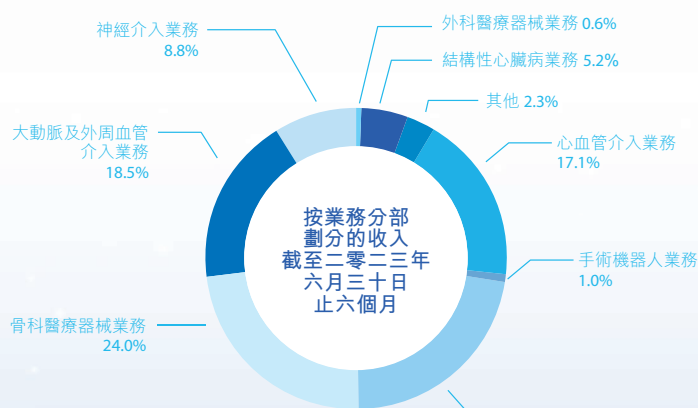 外科醫療器械業務 0.6%
神經介入業務
8.8%
結構性心臟病業務 5.2%
其他 2.3%
大動脈及外周血管
介入業務
18.5%
心血管介入業務
17.1%
按業務分部
劃分的收入
截至二零二三年
六月三十日
止六個月
手術機器人業務
1.0%
骨科醫療器械業務
24.0%